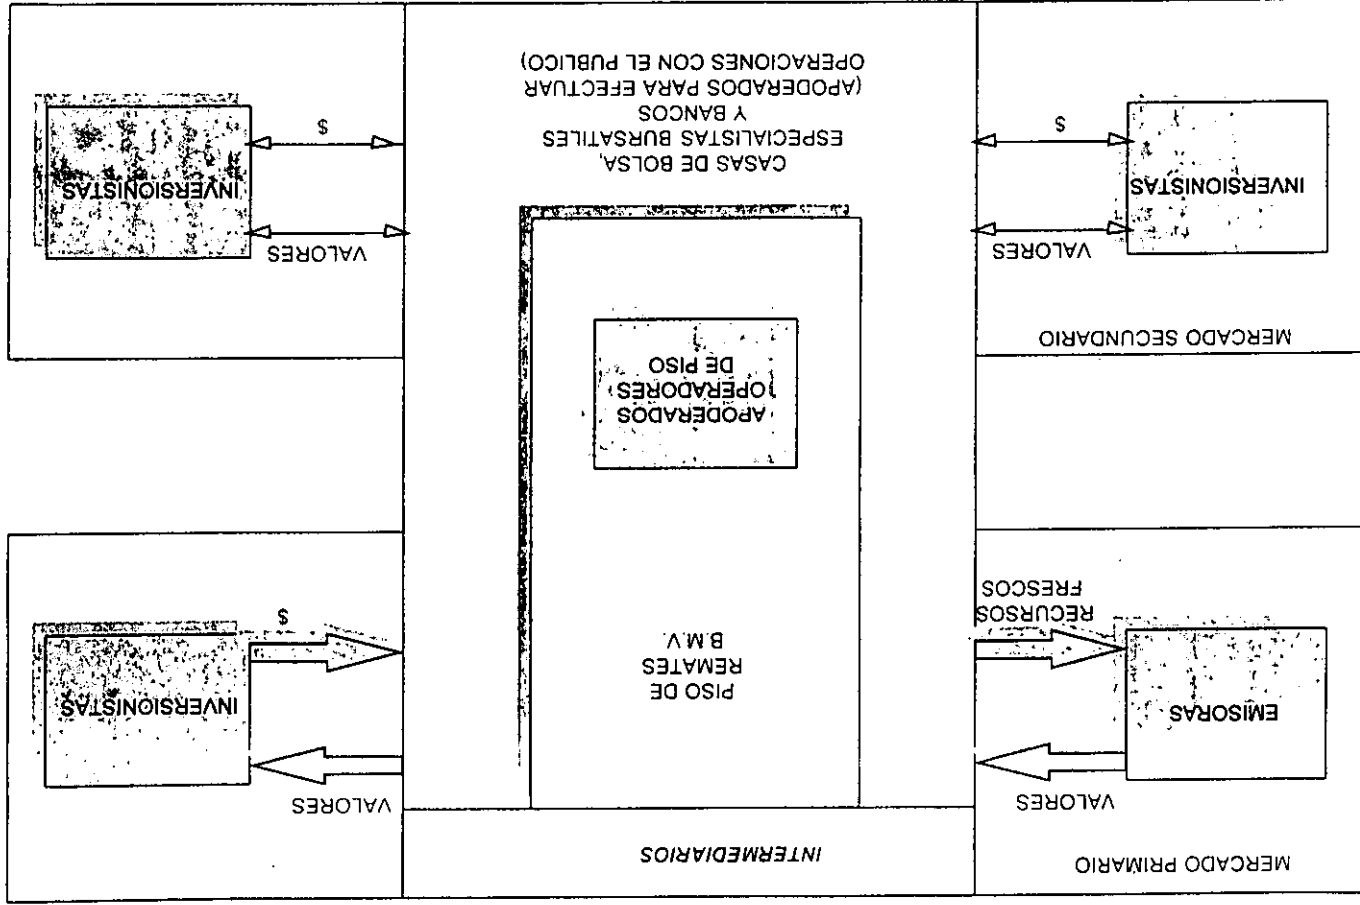 MERCADO PRIMARIO
INTERMEDIARIOS
VALORES
VALORES
EMISORAS
RECURSOS
FRESCOS
PISO DE
REMATES
B.M.V.
INVERSIONISTAS
$
APODERADOS
OPERADORES
DE PISO
MERCADO SECUNDARIO
VALORES
INVERSIONISTAS
$
CASAS DE BOLSA,
ESPECIALISTAS BURSATILES
Y BANCOS
(APODERADOS PARA EFECTUAR
OPERACIONES CON EL PUBLICO)
VALORES
INVERSIONISTAS
$